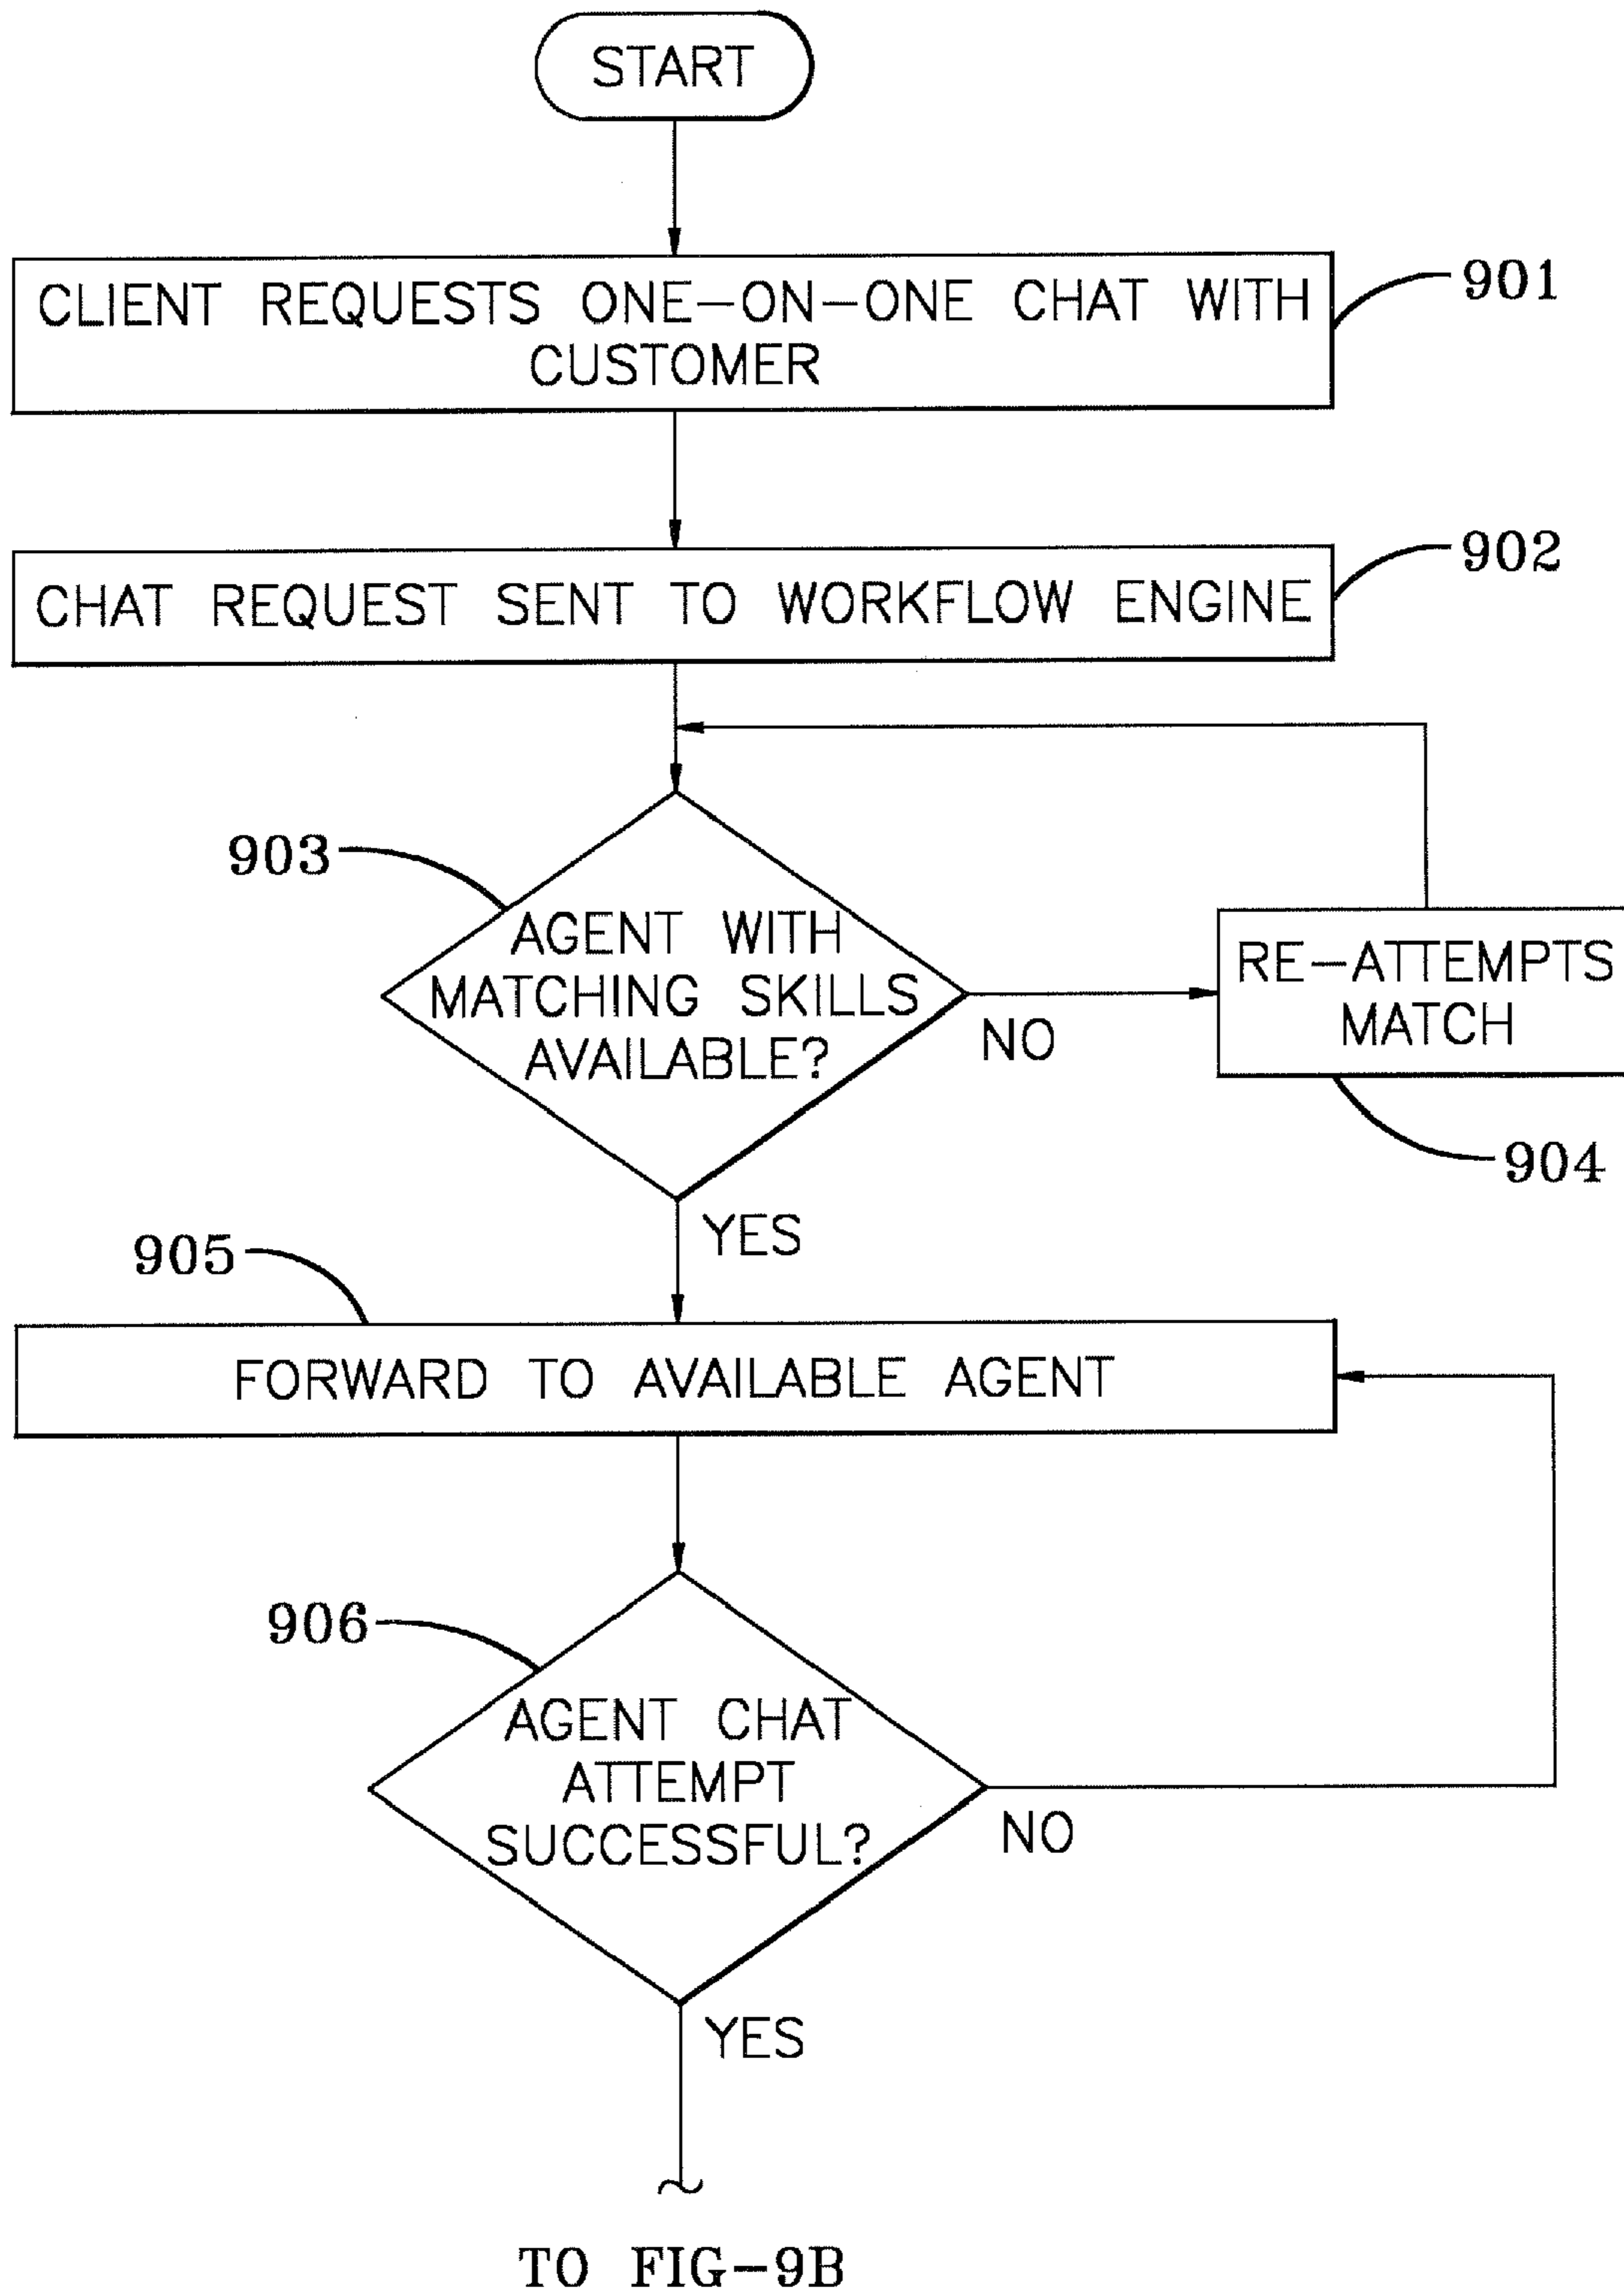 START
CLIENT REQUESTS ONE-ON-ONE CHAT WITH
CUSTOMER
901
CHAT REQUEST SENT TO WORKFLOW ENGINE
902
903
AGENT WITH
MATCHING SKILLS
AVAILABLE?
NO
RE-ATTEMPTS
MATCH
904
YES
905
FORWARD TO AVAILABLE AGENT
906
AGENT CHAT
ATTEMPT
SUCCESSFUL?
NO
YES
TO FIG-9B